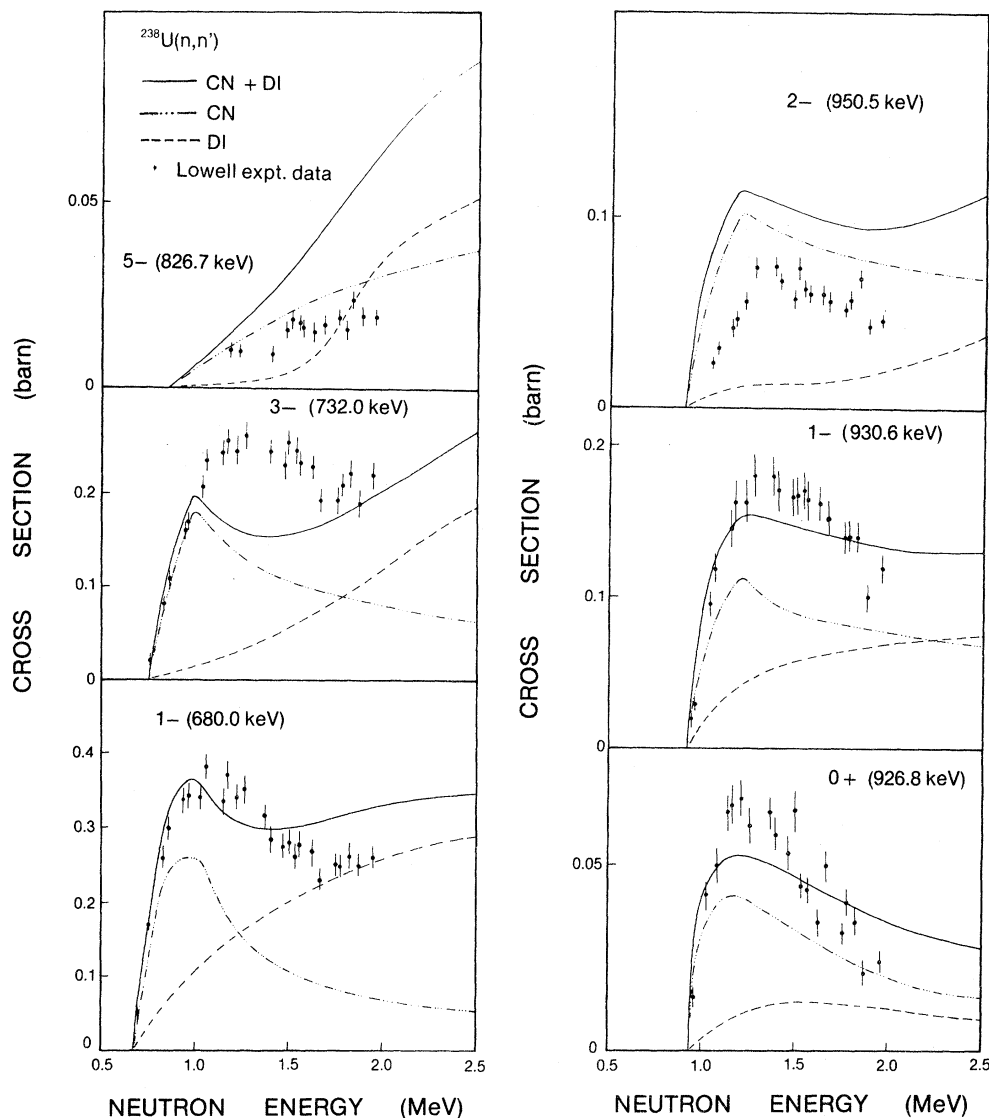 ²³⁸U(n,n')
CN + DI
CN
DI
Lowell expt. data
0.05
5− (826.7 keV)
0
3− (732.0 keV)
0.2
0.1
0
1− (680.0 keV)
0.4
0.3
0.2
0.1
0
0.5 1.0 1.5 2.0 2.5
NEUTRON ENERGY (MeV)
CROSS SECTION (barn)
2− (950.5 keV)
0.1
0
1− (930.6 keV)
0.2
0.1
0
0+ (926.8 keV)
0.05
0
0.5 1.0 1.5 2.0 2.5
NEUTRON ENERGY (MeV)
CROSS SECTION (barn)